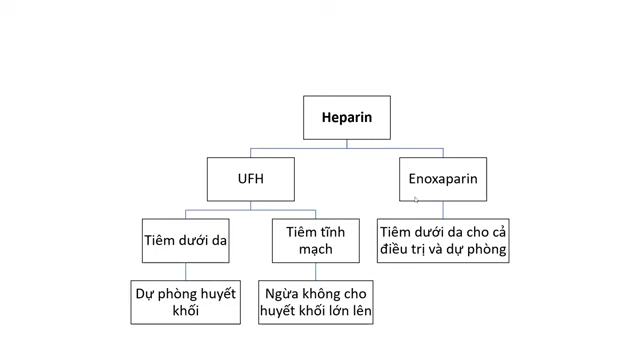 Heparin
UFH
Enoxaparin
Tiêm dưới da
Tiêm tĩnh
mạch
Tiêm dưới da cho cả
điều trị và dự phòng
Dự phòng huyết
khối
Ngừa không cho
huyết khối lớn lên